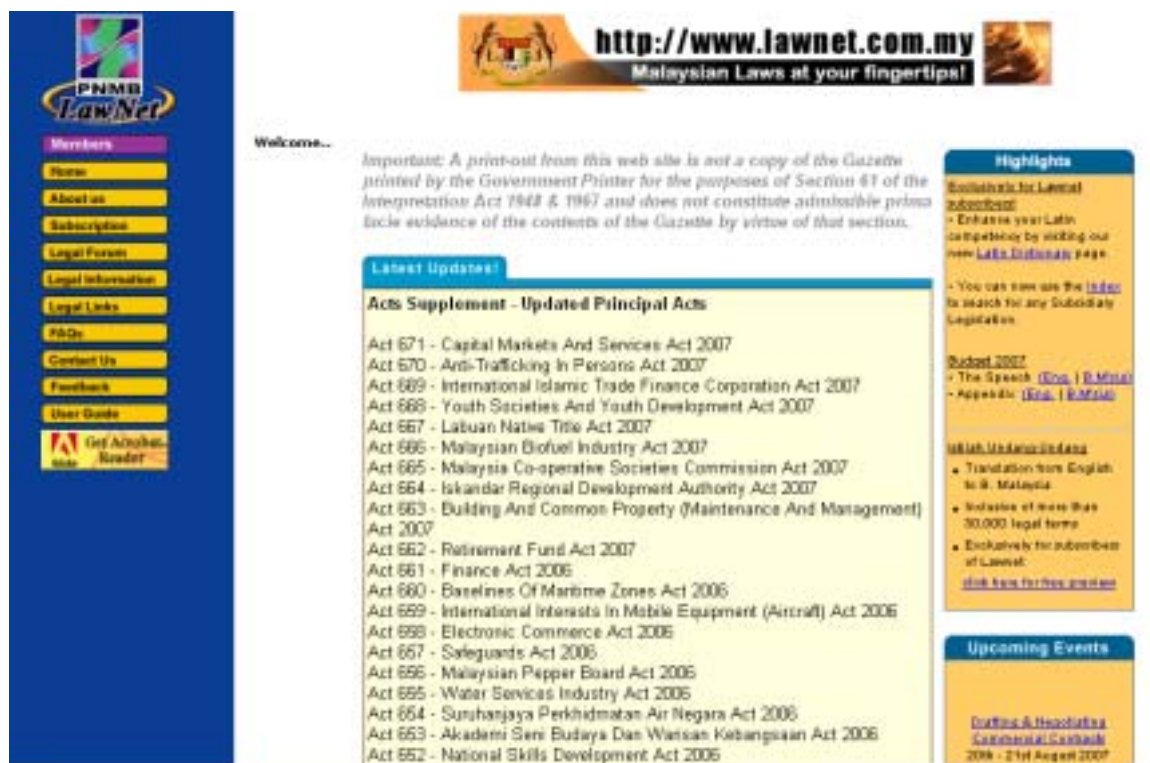 http://www.lawnet.com.my
Malaysian Laws at your fingertips!
PNMB
LawNet
Members
Home
About us
Subscription
Legal Forum
Legal Information
Legal Links
FAQs
Contact Us
Feedback
User Guide
Get Acrobat
Reader
Welcome...
Important: A print-out from this web site is not a copy of the Gazette
printed by the Government Printer for the purposes of Section 61 of the
Interpretation Act 1948 & 1967 and does not constitute admissible prima
facie evidence of the contents of the Gazette by virtue of that section.
Latest Updates!
Acts Supplement - Updated Principal Acts
Act 671 - Capital Markets And Services Act 2007
Act 670 - Anti-Trafficking In Persons Act 2007
Act 669 - International Islamic Trade Finance Corporation Act 2007
Act 668 - Youth Societies And Youth Development Act 2007
Act 667 - Labuan Native Title Act 2007
Act 666 - Malaysian Biofuel Industry Act 2007
Act 665 - Malaysia Co-operative Societies Commission Act 2007
Act 664 - Iskandar Regional Development Authority Act 2007
Act 663 - Building And Common Property (Maintenance And Management)
Act 2007
Act 662 - Retirement Fund Act 2007
Act 661 - Finance Act 2006
Act 660 - Baselines Of Maritime Zones Act 2006
Act 659 - International Interests In Mobile Equipment (Aircraft) Act 2006
Act 658 - Electronic Commerce Act 2006
Act 657 - Safeguards Act 2006
Act 656 - Malaysian Pepper Board Act 2006
Act 655 - Water Services Industry Act 2006
Act 654 - Suruhanjaya Perkhidmatan Air Negara Act 2006
Act 653 - Akademi Seni Budaya Dan Warisan Kebangsaan Act 2006
Act 652 - National Skills Development Act 2006
Highlights
Exclusively for Lawnet
subscribers!
- Enhance your Latin
competency by visiting our
new Latin Dictionary page.
- You can now use the Index
to search for any Subsidiary
Legislation.
Budget 2007
- The Speech (Eng. | B.M'sia)
- Appendix (Eng. | B.M'sia)
Istilah Undang-Undang
Translation from English
to B. Malaysia
Inclusive of more than
30,000 legal terms
Exclusively for subscribers
of Lawnet
click here for free preview
Upcoming Events
Drafting & Negotiating
Commercial Contracts
20th - 21st August 2007